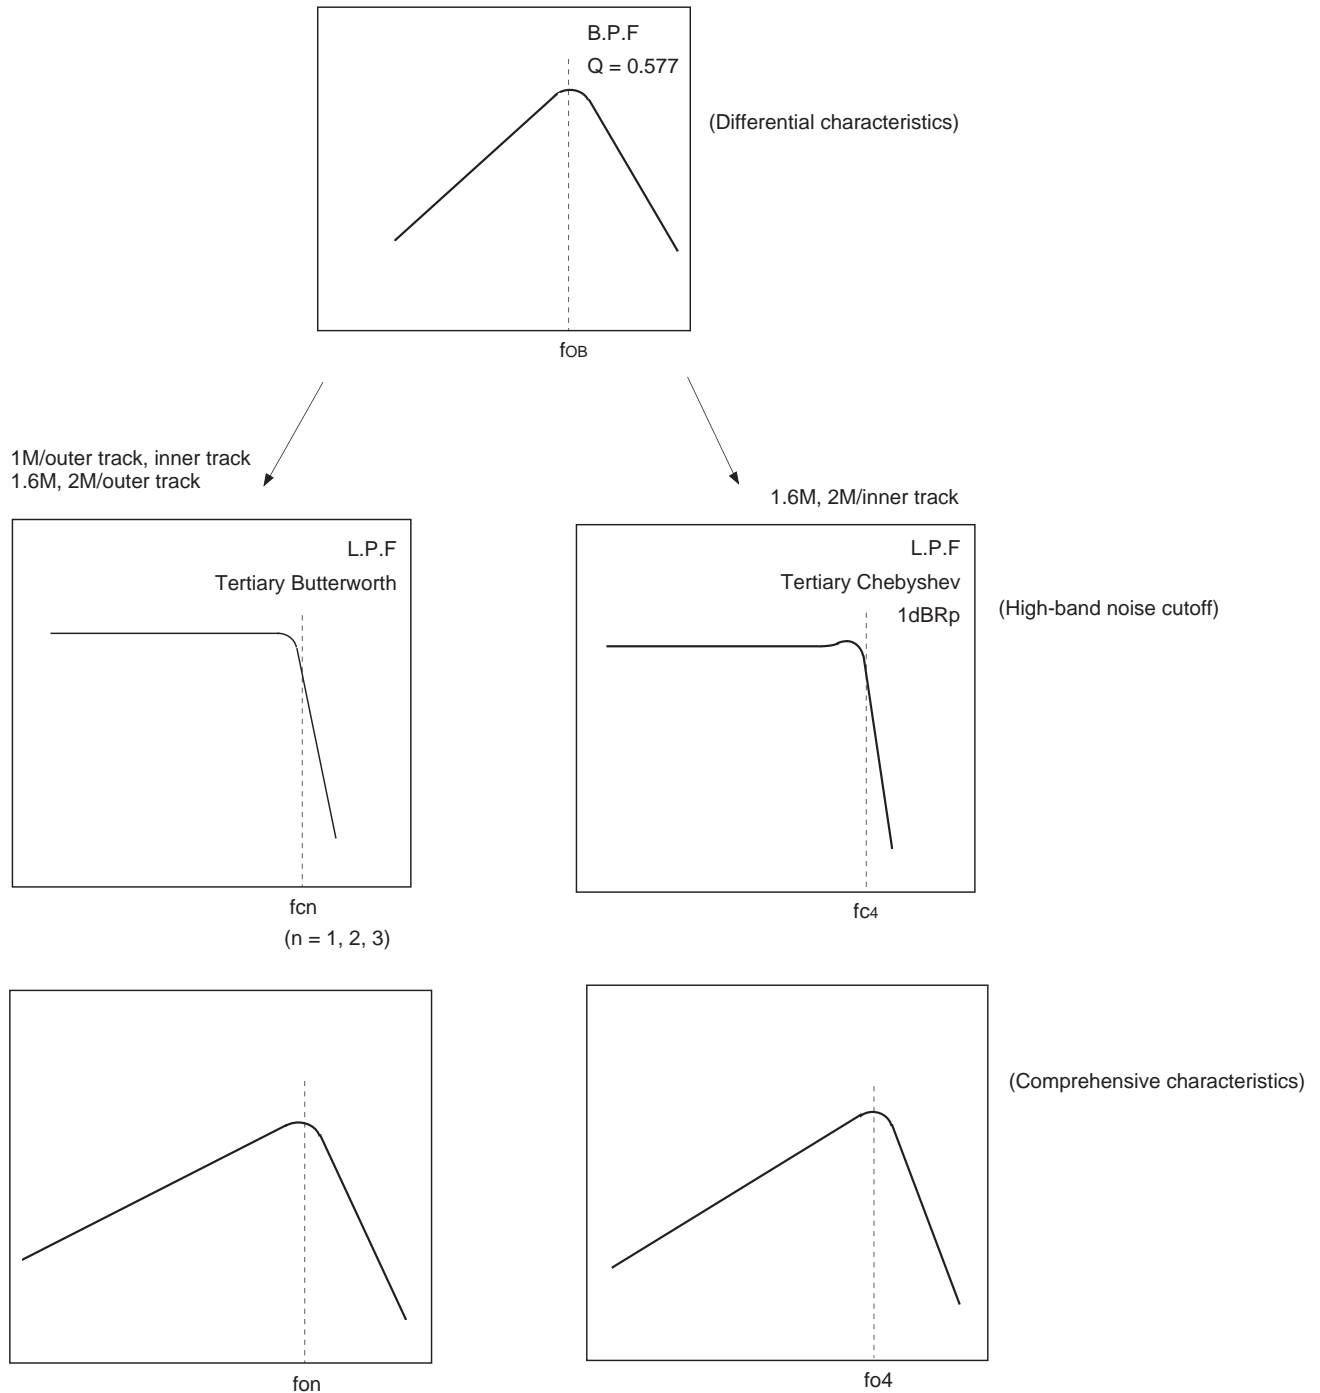 B.P.F
Q = 0.577
(Differential characteristics)
fOB
1M/outer track, inner track
1.6M, 2M/outer track
1.6M, 2M/inner track
L.P.F
Tertiary Butterworth
L.P.F
Tertiary Chebyshev
1dBRp
(High-band noise cutoff)
fcn
(n = 1, 2, 3)
fc4
(Comprehensive characteristics)
fon
fo4